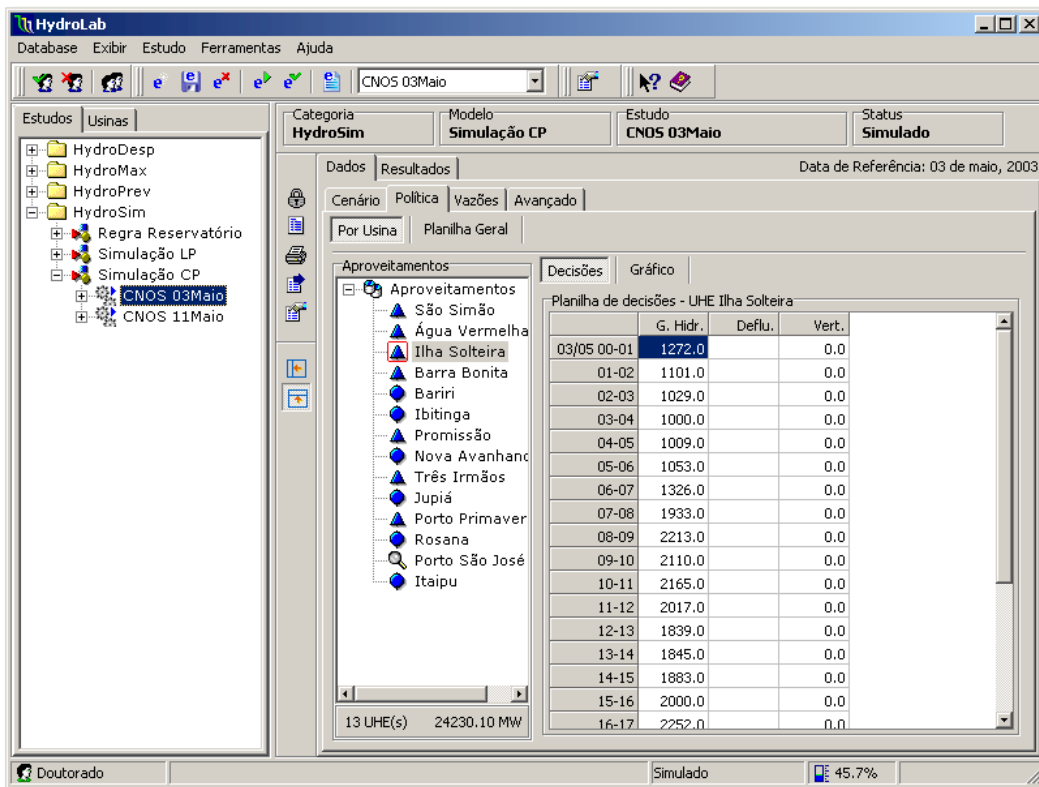 HydroLab
Database Exibir Estudo Ferramentas Ajuda
CNOS 03Maio
Estudos Usinas
HydroDesp
HydroMax
HydroPrev
HydroSim
Regra Reservatório
Simulação LP
Simulação CP
CNOS 03Maio
CNOS 11Maio
Categoria Modelo Estudo Status
HydroSim Simulação CP CNOS 03Maio Simulado
Dados Resultados Data de Referência: 03 de maio, 2003
Cenário Política Vazões Avançado
Por Usina Planilha Geral
Aproveitamentos
Aproveitamentos
São Simão
Água Vermelha
Ilha Solteira
Barra Bonita
Bariri
Ibitinga
Promissão
Nova Avanhand
Três Irmãos
Jupiá
Porto Primaver
Rosana
Porto São José
Itaipu
13 UHE(s) 24230.10 MW
Decisões Gráfico
Planilha de decisões - UHE Ilha Solteira
G. Hidr. Deflu. Vert.
03/05 00-01 1272.0 0.0
01-02 1101.0 0.0
02-03 1029.0 0.0
03-04 1000.0 0.0
04-05 1009.0 0.0
05-06 1053.0 0.0
06-07 1326.0 0.0
07-08 1933.0 0.0
08-09 2213.0 0.0
09-10 2110.0 0.0
10-11 2165.0 0.0
11-12 2017.0 0.0
12-13 1839.0 0.0
13-14 1845.0 0.0
14-15 1883.0 0.0
15-16 2000.0 0.0
16-17 2252.0 0.0
Doutorado Simulado 45.7%